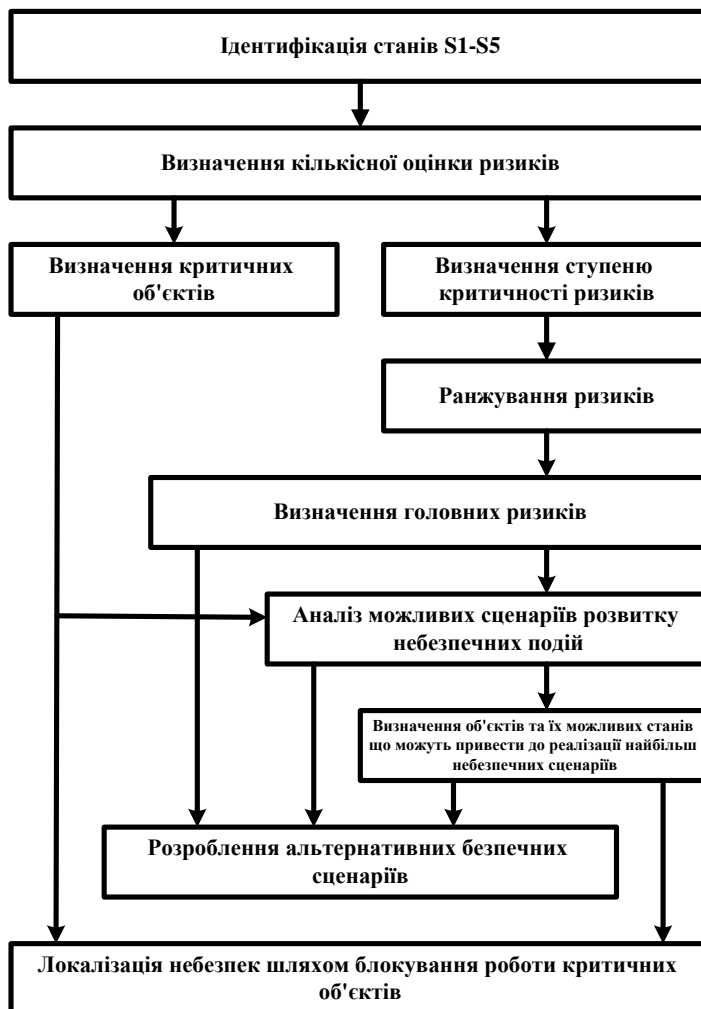 Ідентифікація станів S1-S5
Визначення кількісної оцінки ризиків
Визначення критичних
об'єктів
Визначення ступеню
критичності ризиків
Ранжування ризиків
Визначення головних ризиків
Аналіз можливих сценаріїв розвитку
небезпечних подій
Визначення об'єктів та їх можливих станів
що можуть привести до реалізації найбільш
небезпечних сценаріїв
Розроблення альтернативних безпечних
сценаріїв
Локалізація небезпек шляхом блокування роботи критичних
об'єктів